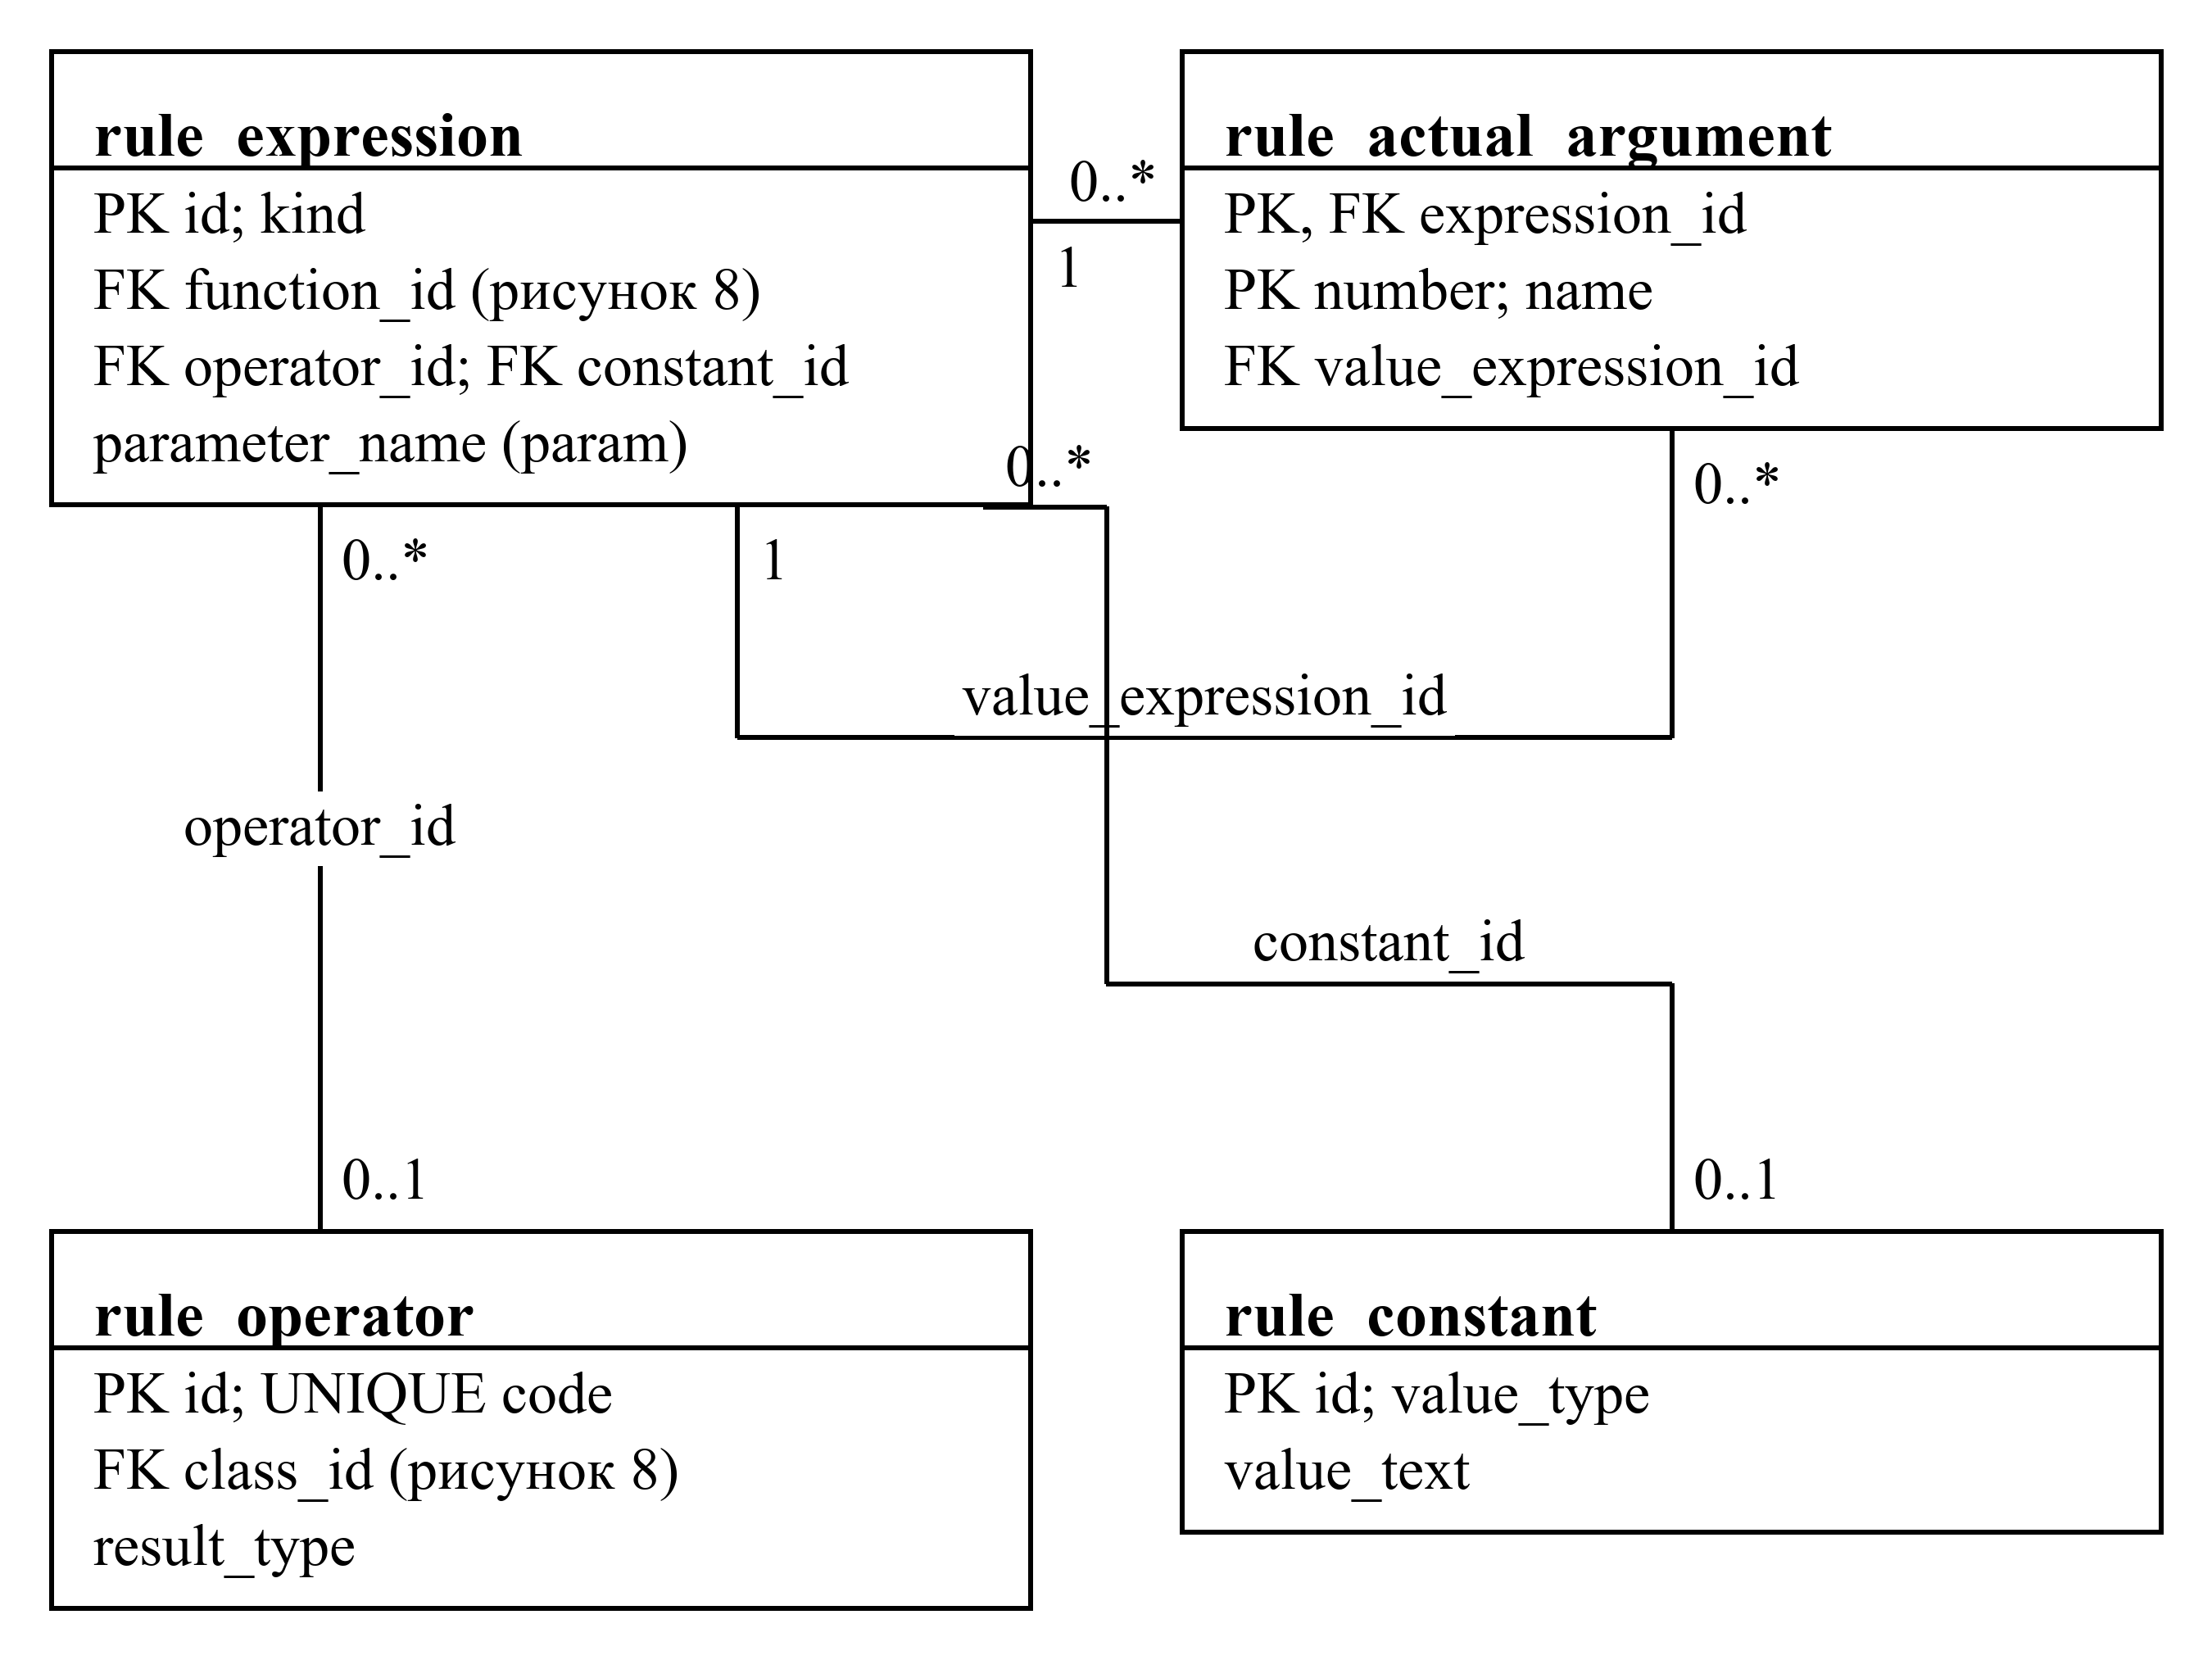 rule_expression
PK id; kind
FK function_id (рисунок 8)
FK operator_id; FK constant_id
parameter_name (param)
0..*
1
rule_actual_argument
PK, FK expression_id
PK number; name
FK value_expression_id
0..*
0..*
1
0..*
value_expression_id
operator_id
constant_id
0..1
0..1
rule_operator
PK id; UNIQUE code
FK class_id (рисунок 8)
result_type
rule_constant
PK id; value_type
value_text